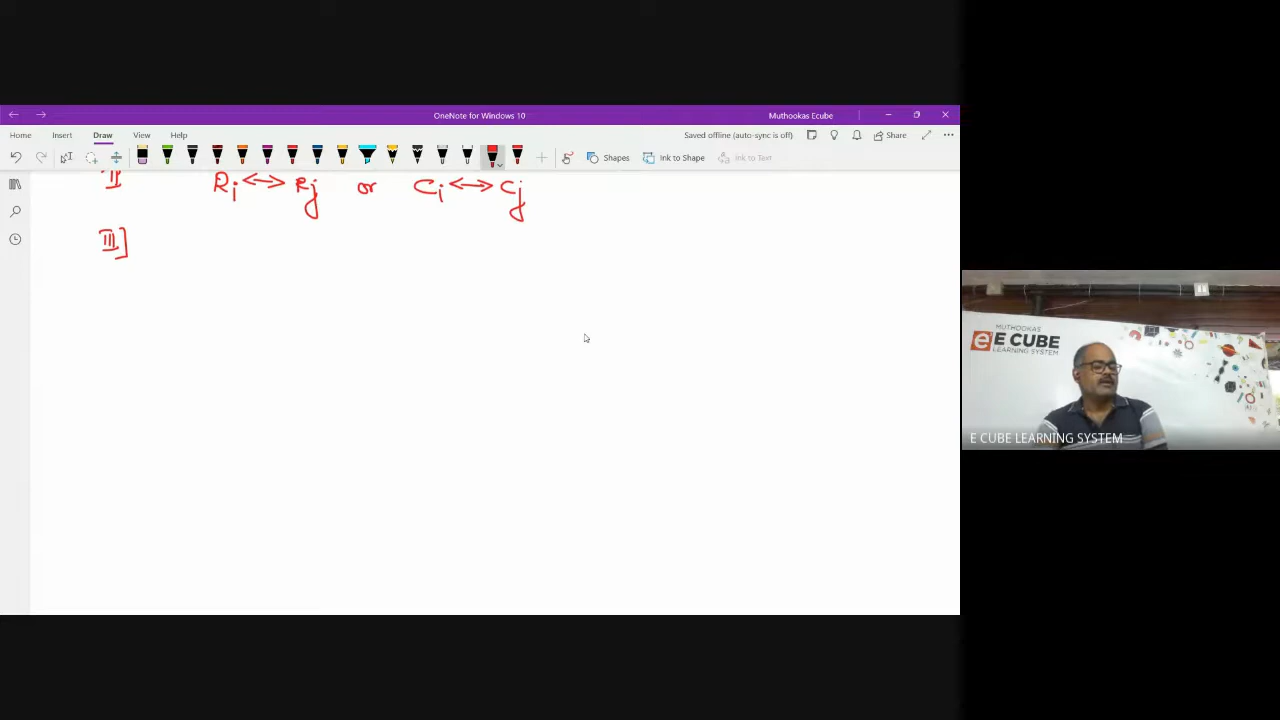 OneNote for Windows 10
Muthookas Ecube
Home Insert Draw View Help
Saved offline (auto-sync is off)
Share
Shapes
Ink to Shape
Ink to Text
II Ri ↔ Rj or Ci ↔ Cj
III]
MUTHOOKAS
e E CUBE
LEARNING SYSTEM
E CUBE LEARNING SYSTEM